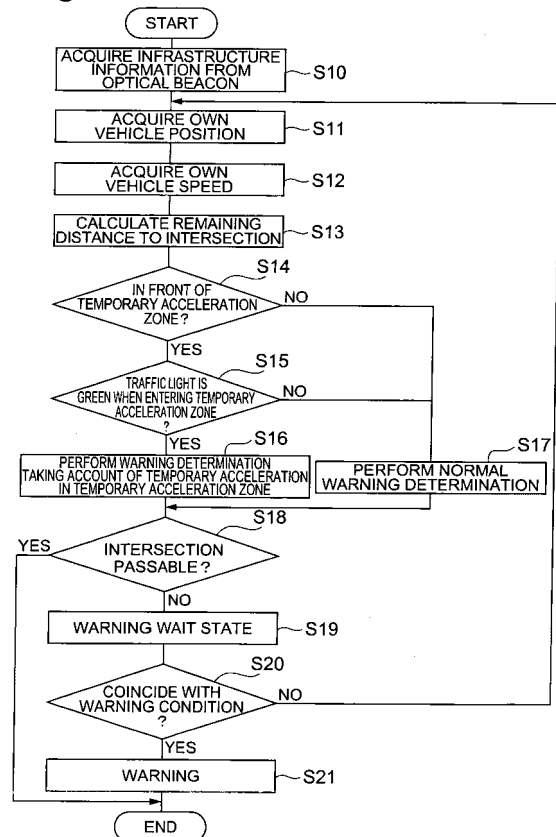 START
ACQUIRE INFRASTRUCTURE
INFORMATION FROM
OPTICAL BEACON
S10
ACQUIRE OWN
VEHICLE POSITION
S11
ACQUIRE OWN
VEHICLE SPEED
S12
CALCULATE REMAINING
DISTANCE TO INTERSECTION
S13
S14
IN FRONT OF
TEMPORARY ACCELERATION
ZONE?
NO
YES
S15
TRAFFIC LIGHT IS
GREEN WHEN ENTERING TEMPORARY
ACCELERATION ZONE
?
NO
YES
S16
PERFORM WARNING DETERMINATION
TAKING ACCOUNT OF TEMPORARY ACCELERATION
IN TEMPORARY ACCELERATION ZONE
S17
PERFORM NORMAL
WARNING DETERMINATION
S18
YES
INTERSECTION
PASSABLE?
NO
WARNING WAIT STATE
S19
S20
COINCIDE WITH
WARNING CONDITION
?
NO
YES
WARNING
S21
END